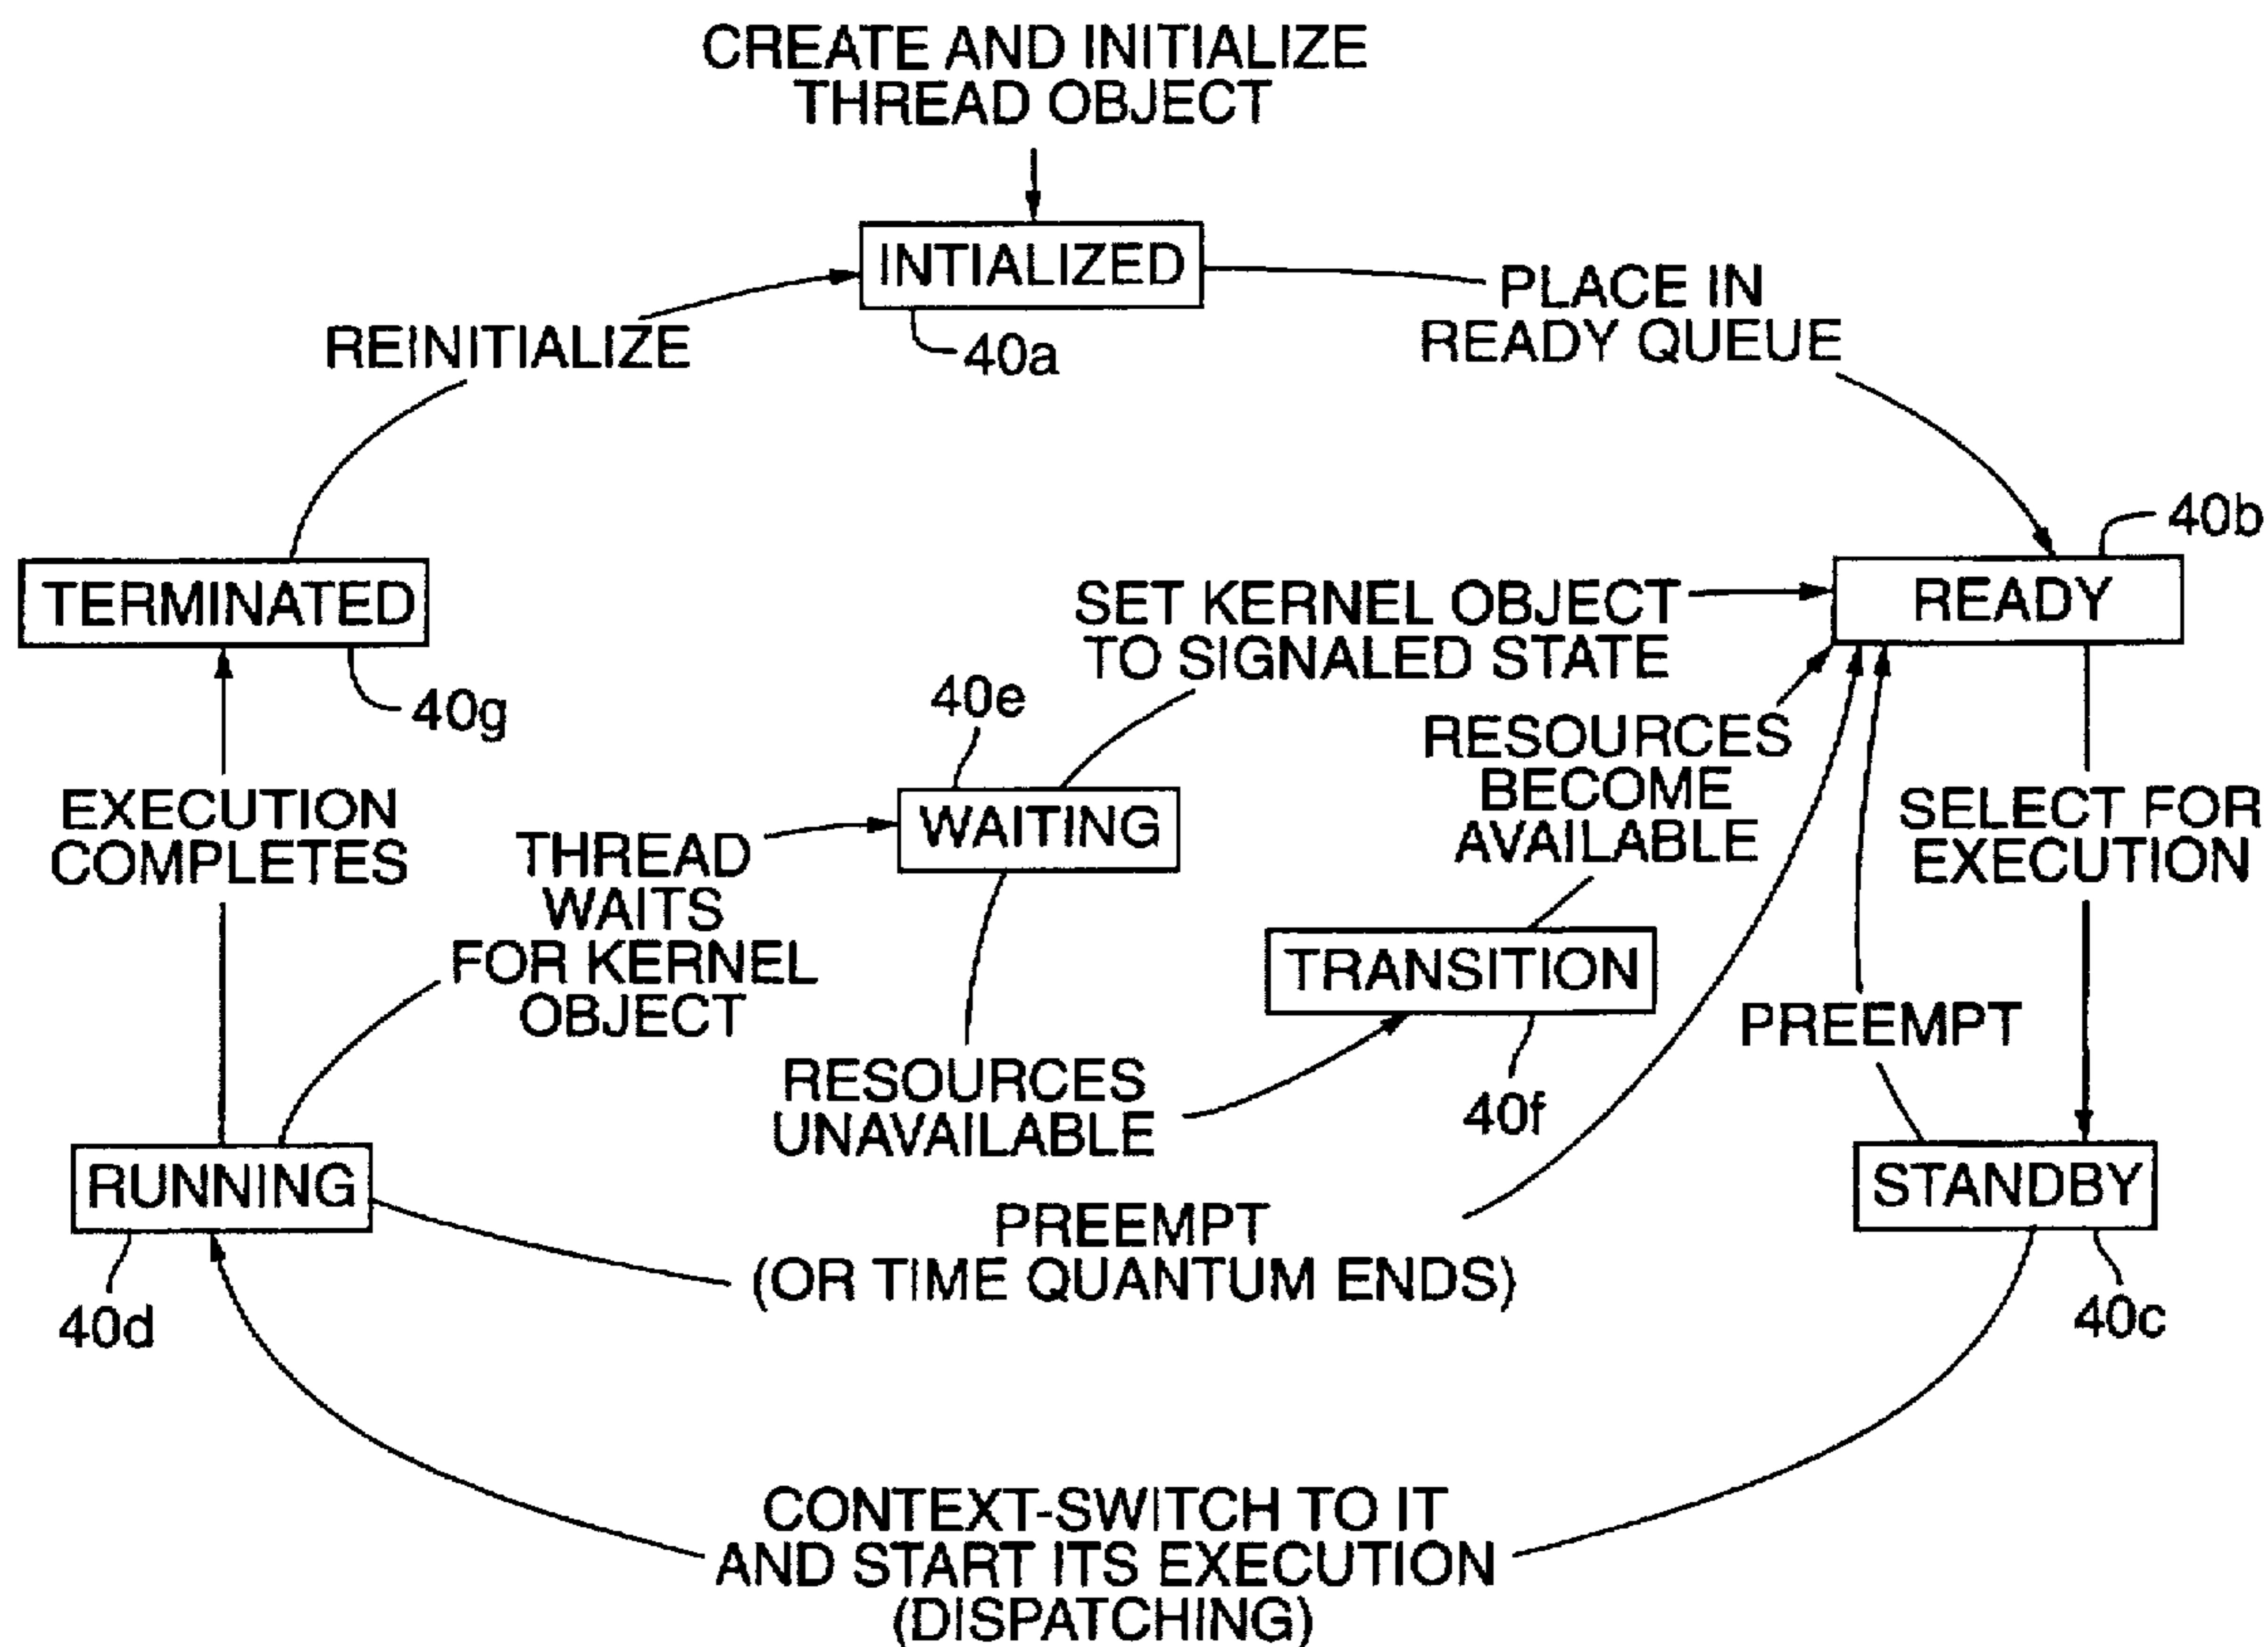 CREATE AND INITIALIZE
THREAD OBJECT
INTIALIZED
40a
PLACE IN
READY QUEUE
REINITIALIZE
40b
TERMINATED
40g
SET KERNEL OBJECT
TO SIGNALED STATE
READY
40e
RESOURCES
BECOME
AVAILABLE
EXECUTION
COMPLETES
THREAD
WAITS
FOR KERNEL
OBJECT
WAITING
SELECT FOR
EXECUTION
TRANSITION
40f
PREEMPT
RESOURCES
UNAVAILABLE
RUNNING
40d
PREEMPT
(OR TIME QUANTUM ENDS)
STANDBY
40c
CONTEXT-SWITCH TO IT
AND START ITS EXECUTION
(DISPATCHING)